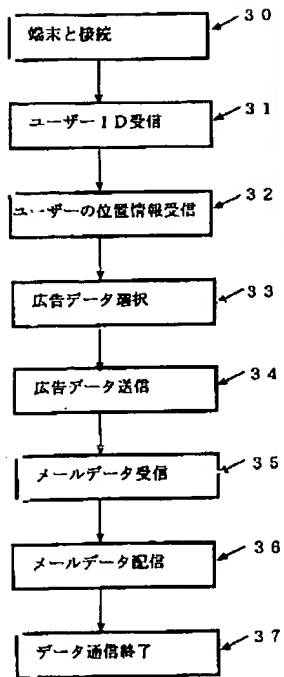 ３０
端末と接続
３１
ユーザーＩＤ受信
３２
ユーザーの位置情報受信
３３
広告データ選択
３４
広告データ送信
３５
メールデータ受信
３６
メールデータ配信
３７
データ通信終了